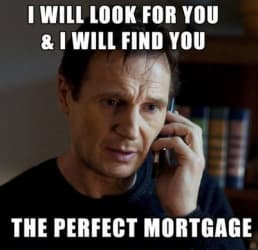 I WILL LOOK FOR YOU
& I WILL FIND YOU
THE PERFECT MORTGAGE